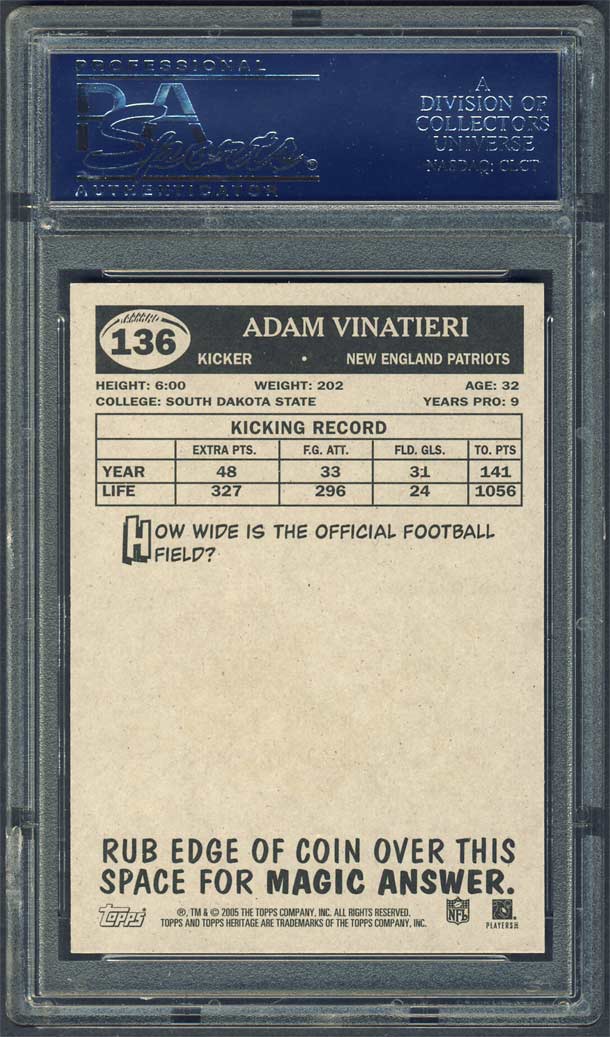 PROFESSIONAL
PSA
Sports®
AUTHENTICATOR
A
DIVISION OF
COLLECTORS
UNIVERSE
NASDAQ: CLCT
136
ADAM VINATIERI
KICKER • NEW ENGLAND PATRIOTS
HEIGHT: 6:00 WEIGHT: 202 AGE: 32
COLLEGE: SOUTH DAKOTA STATE YEARS PRO: 9
KICKING RECORD
EXTRA PTS. F.G. ATT. FLD. GLS. TO. PTS
YEAR 48 33 31 141
LIFE 327 296 24 1056
HOW WIDE IS THE OFFICIAL FOOTBALL
FIELD?
RUB EDGE OF COIN OVER THIS
SPACE FOR MAGIC ANSWER.
Topps
®, TM & © 2005 THE TOPPS COMPANY, INC. ALL RIGHTS RESERVED.
TOPPS AND TOPPS HERITAGE ARE TRADEMARKS OF THE TOPPS COMPANY, INC.
NFL
PLAYERS